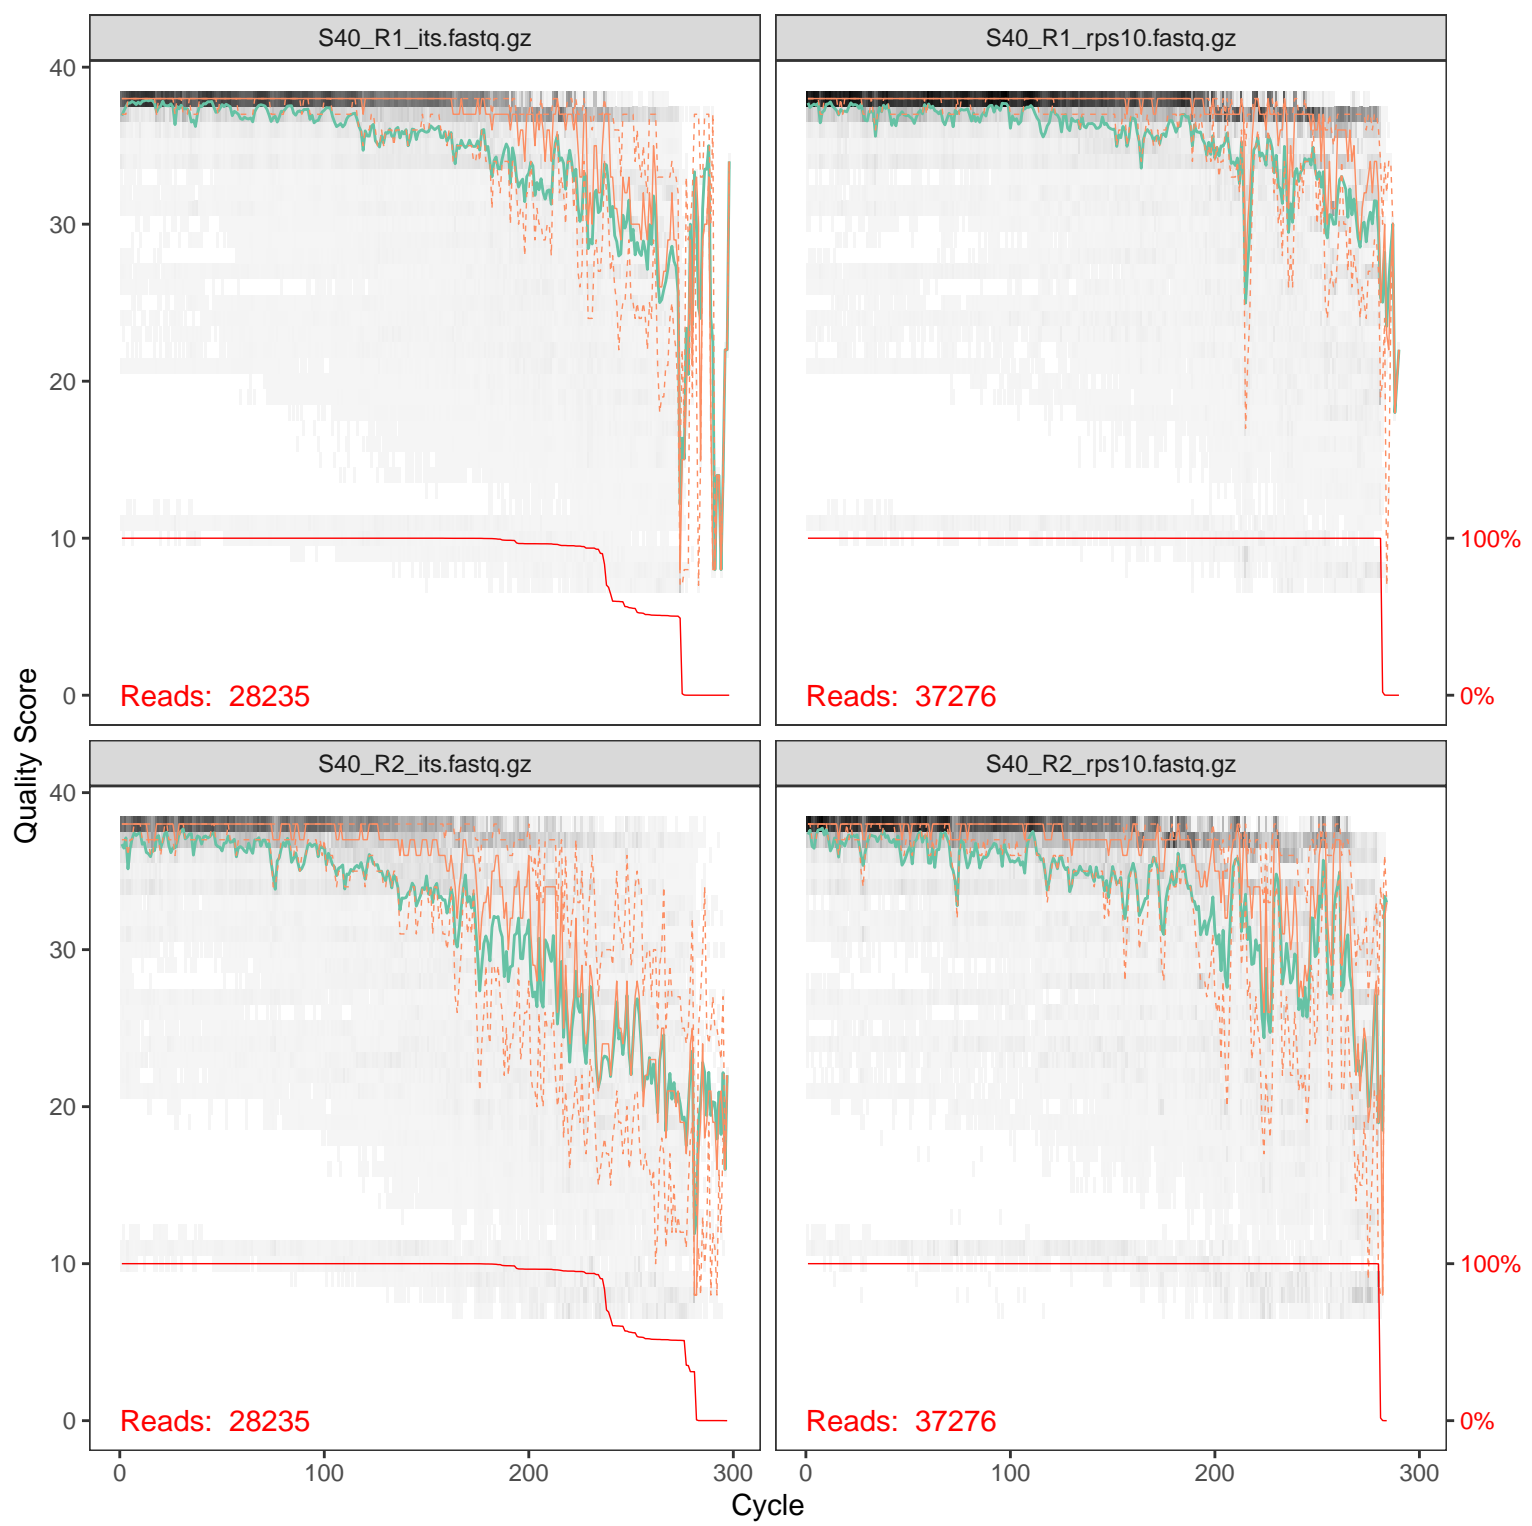 S40_R1_its.fastq.gz
S40_R1_rps10.fastq.gz
40
30
20
10
0
100%
0%
Reads:  28235
Reads:  37276
Quality Score
S40_R2_its.fastq.gz
S40_R2_rps10.fastq.gz
40
30
20
10
0
100%
0%
Reads:  28235
Reads:  37276
0 100 200 300
0 100 200 300
Cycle